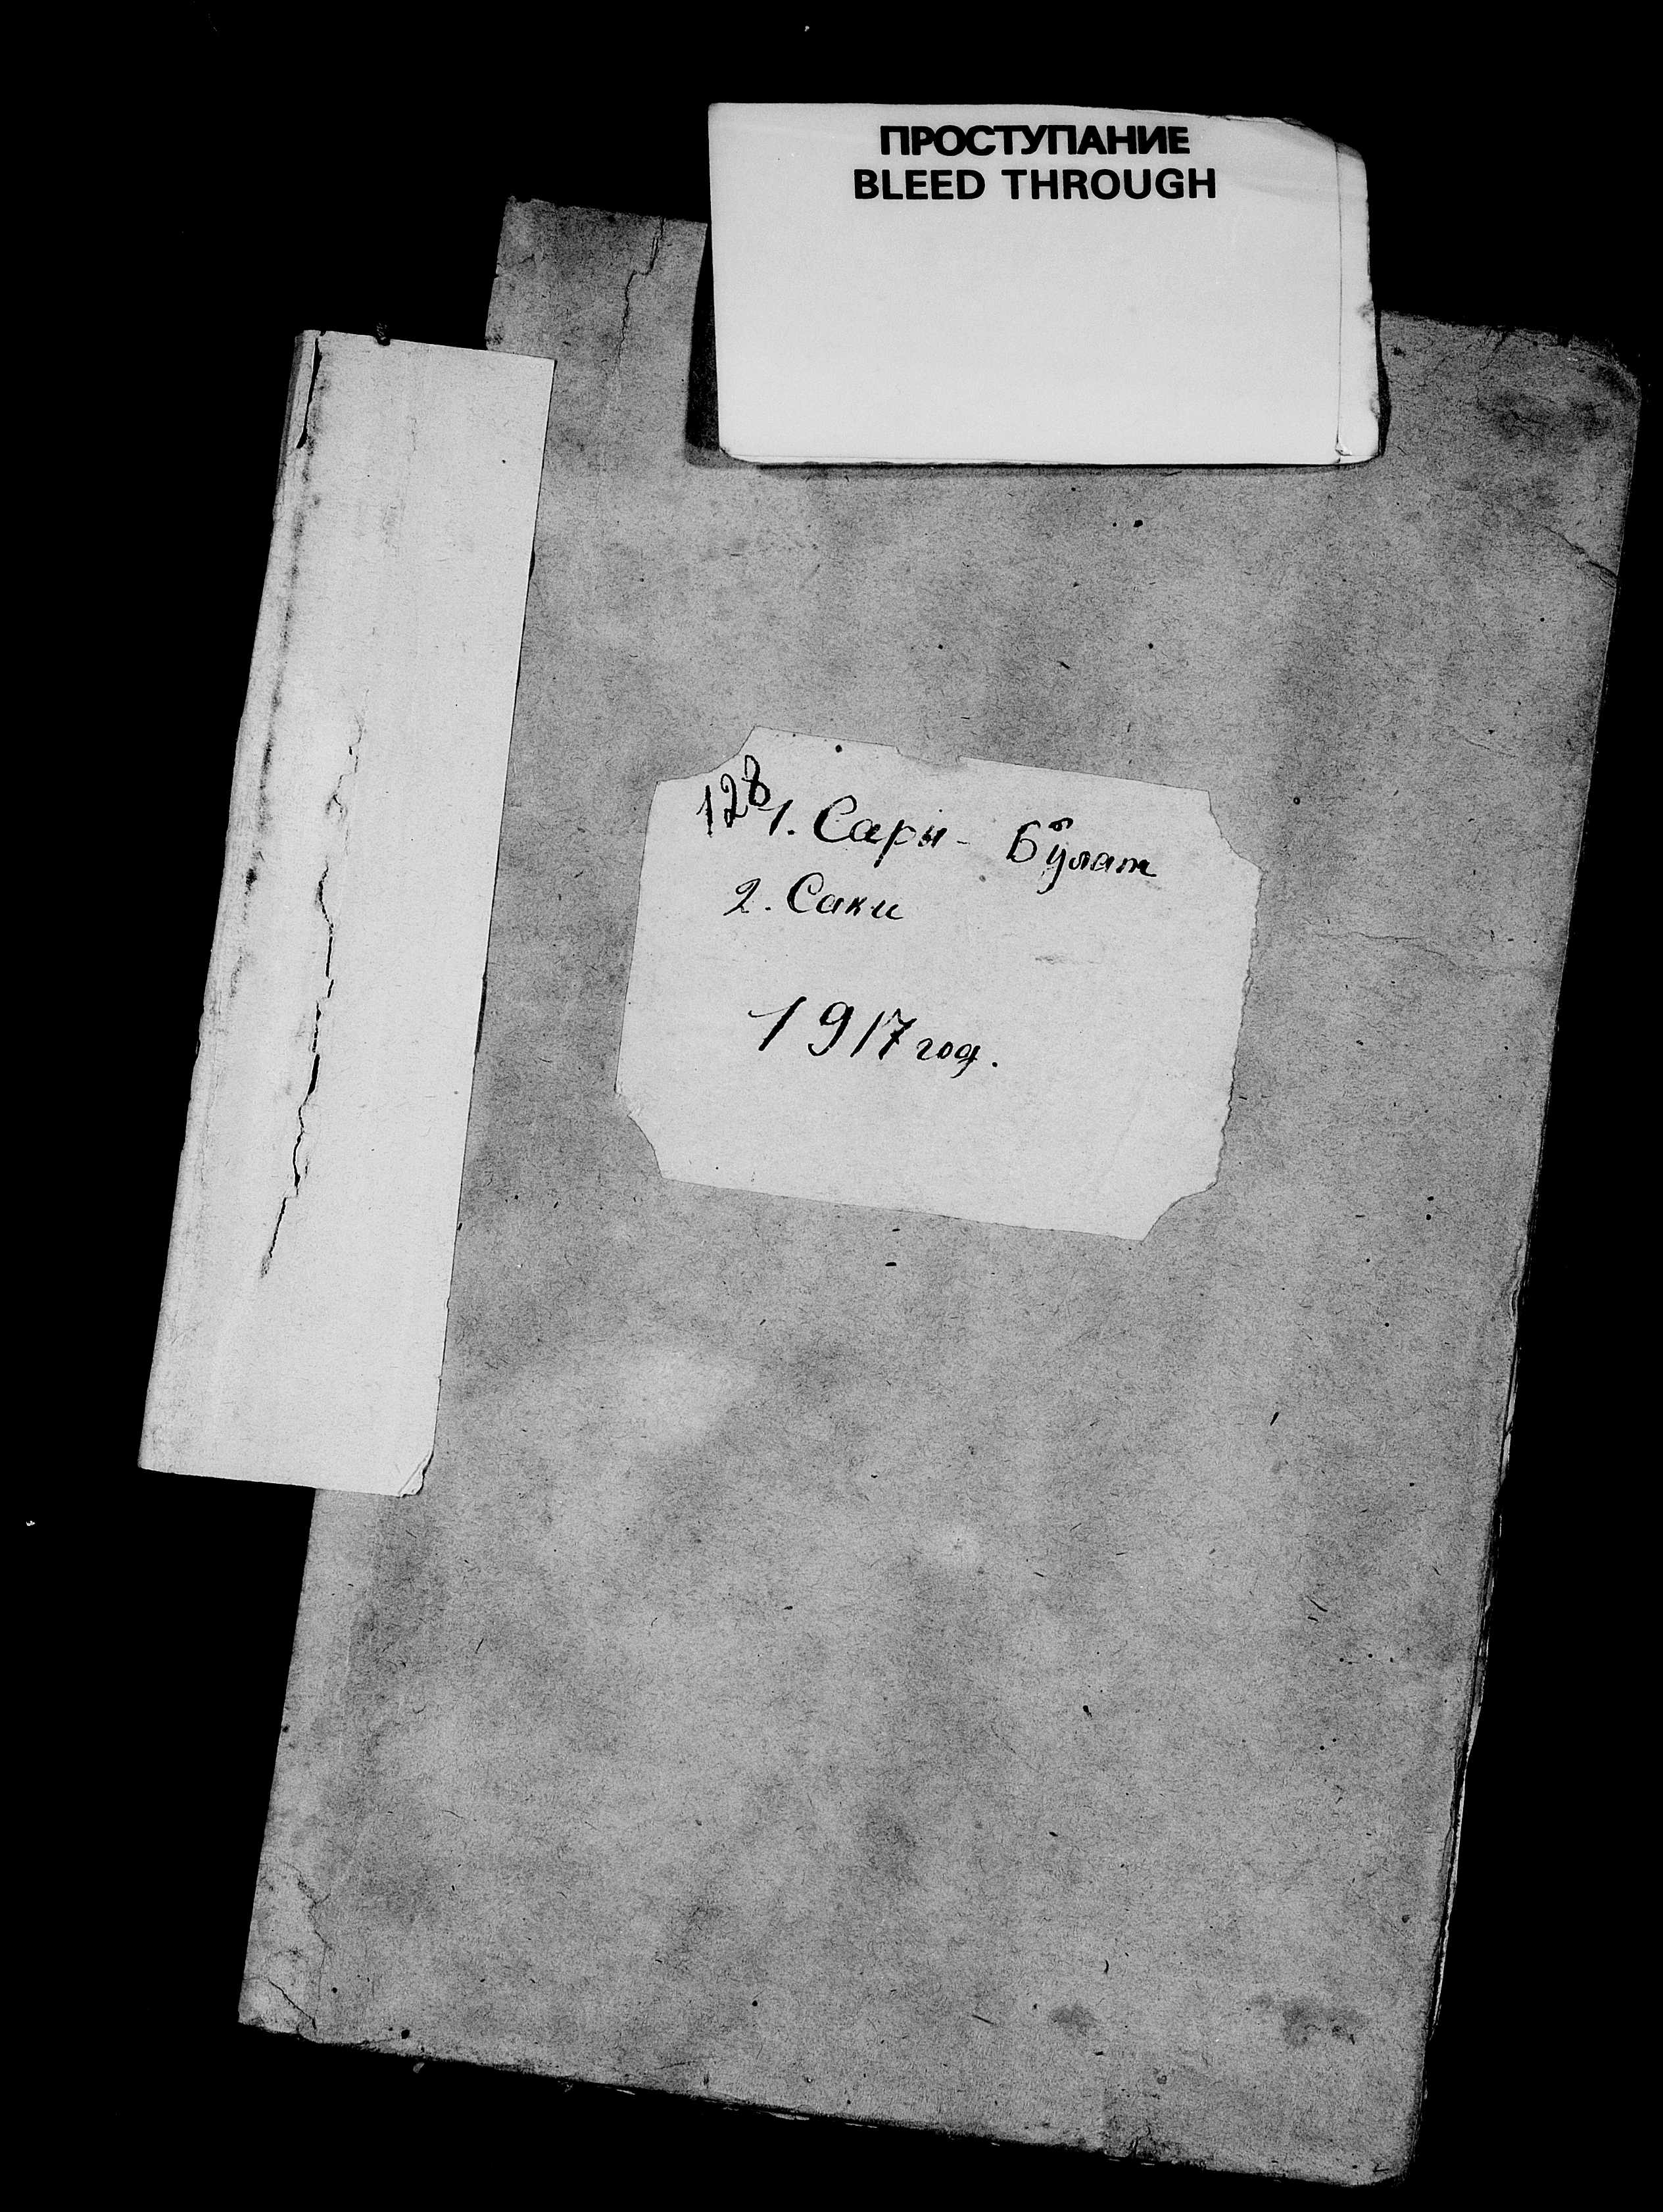 ПРОСТУПАНИЕ
BLEED THROUGH
128
1. Сары - Булат
2. Саки
1917 год.